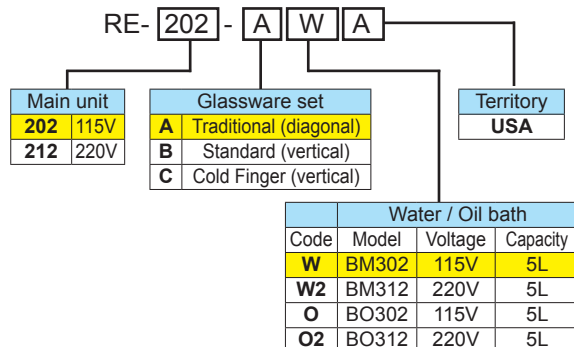 RE- 202 - A W A
Main unit
202 115V
212 220V
Glassware set
A Traditional (diagonal)
B Standard (vertical)
C Cold Finger (vertical)
Territory
USA
Water / Oil bath
Code Model Voltage Capacity
W BM302 115V 5L
W2 BM312 220V 5L
O BO302 115V 5L
O2 BO312 220V 5L